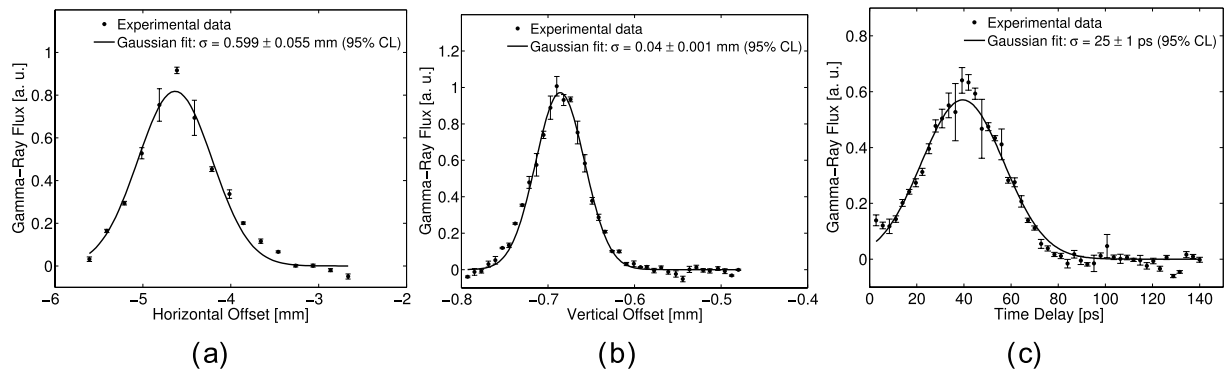 Experimental data
Gaussian fit: σ = 0.599 ± 0.055 mm (95% CL)
1
0.8
0.6
0.4
0.2
0
Gamma−Ray Flux [a. u.]
−6
−5
−4
−3
−2
Horizontal Offset [mm]
(a)
Experimental data
Gaussian fit: σ = 0.04 ± 0.001 mm (95% CL)
1.2
1
0.8
0.6
0.4
0.2
0
Gamma−Ray Flux [a. u.]
−0.8
−0.7
−0.6
−0.5
−0.4
Vertical Offset [mm]
(b)
Experimental data
Gaussian fit: σ = 25 ± 1 ps (95% CL)
0.8
0.6
0.4
0.2
0
Gamma−Ray Flux [a. u.]
0
20
40
60
80
100
120
140
Time Delay [ps]
(c)